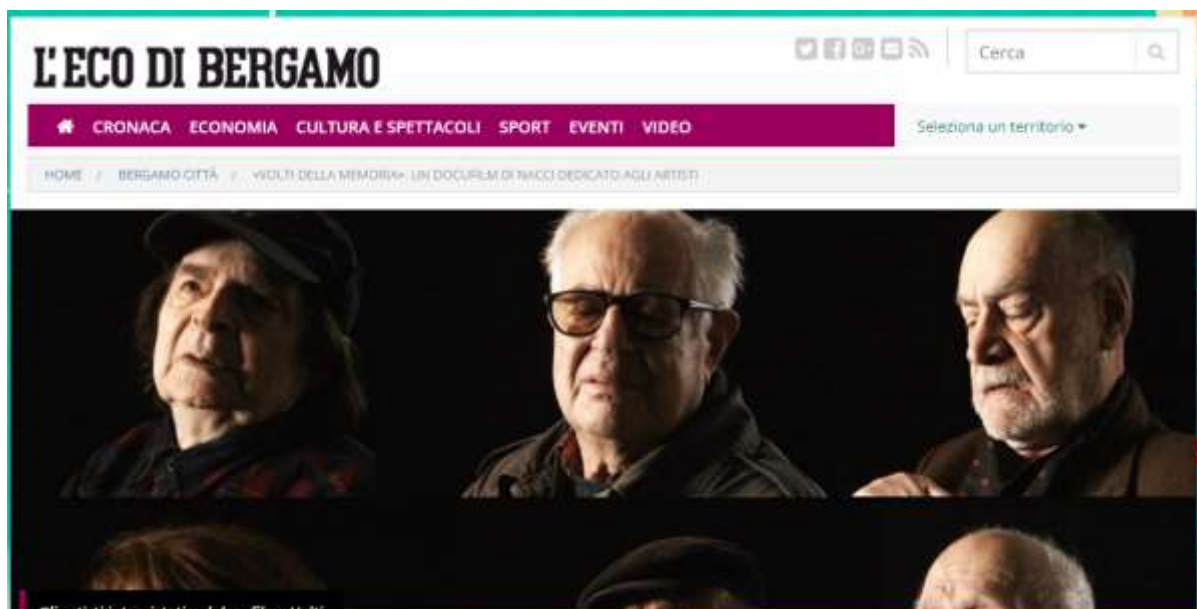 L'ECO DI BERGAMO
Cerca
CRONACA ECONOMIA CULTURA E SPETTACOLI SPORT EVENTI VIDEO
Seleziona un territorio
HOME / BERGAMO CITTÀ / «VOLTI DELLA MEMORIA» UN DOCUFILM DI NACCI DEDICATO AGLI ARTISTI